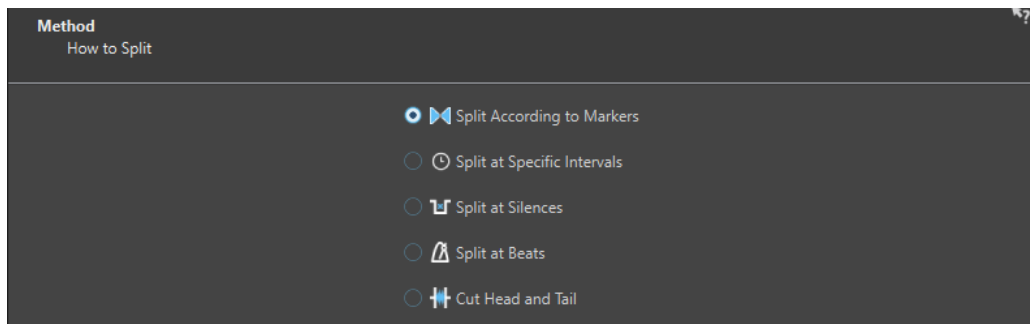 Method
How to Split
Split According to Markers
Split at Specific Intervals
Split at Silences
Split at Beats
Cut Head and Tail